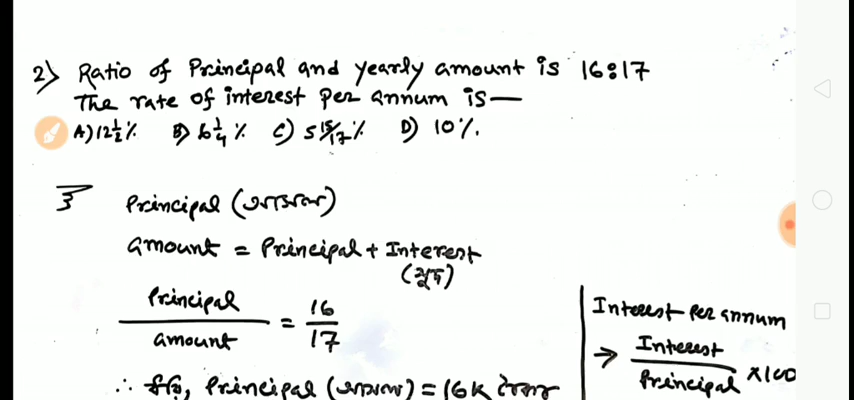 2) Ratio of Principal and yearly amount is 16:17
The rate of interest per annum is—
A) 12½% B) 6¼% C) 5 15/17% D) 10%.
Principal (আসল)
amount = Principal + Interest
(সুদ)
Principal / amount = 16 / 17
Interest per annum
→ Interest / Principal × 100
∴ ধরি, Principal (আসল) = 16K টাকা